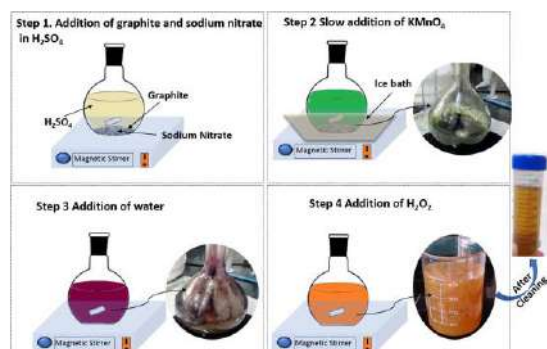 Step 1. Addition of graphite and sodium nitrate
in H₂SO₄
Graphite
H₂SO₄
Sodium Nitrate
Magnetic Stirrer
Step 2 Slow addition of KMnO₄
Ice bath
Magnetic Stirrer
Step 3 Addition of water
Magnetic Stirrer
Step 4 Addition of H₂O₂
Magnetic Stirrer
After
Cleaning